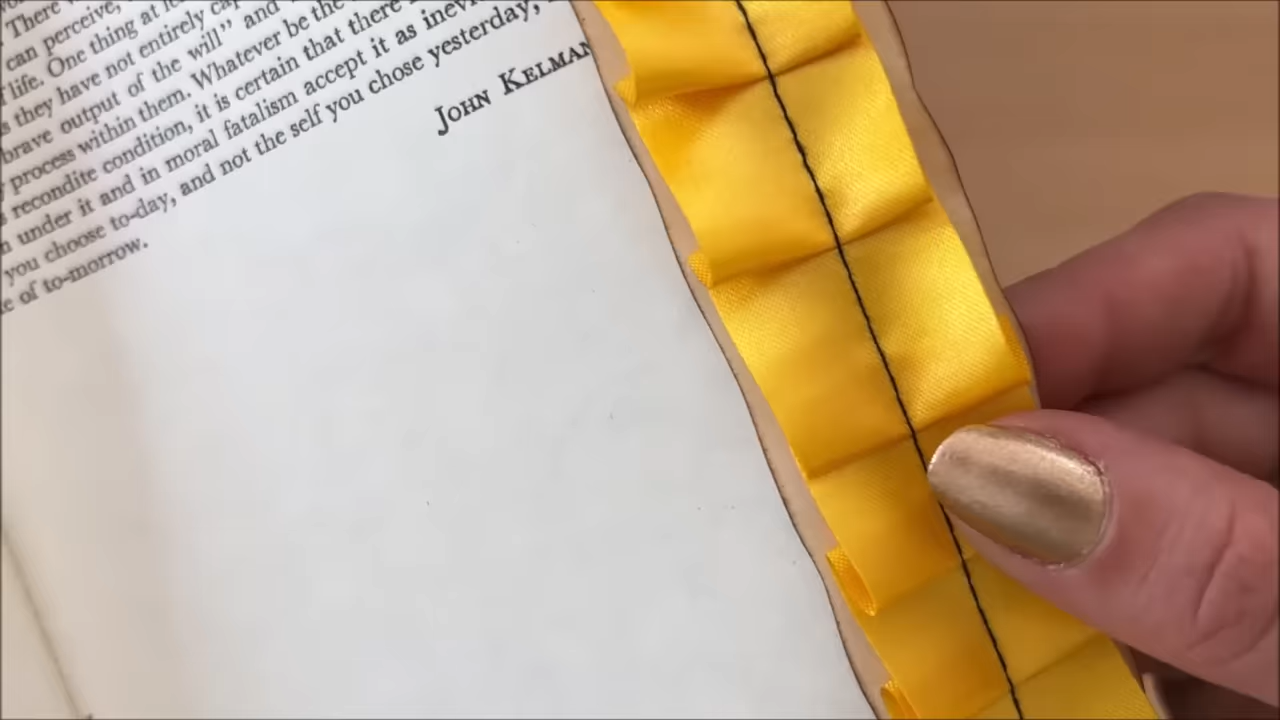 There
can perceive,
life. One thing at
they have not entirely
brave output of the will” and
process within them. Whatever be the
recondite condition, it is certain that there
under it and in moral fatalism accept it as
you choose to-day, and not the self you chose yesterday,
of to-morrow.
JOHN KELMAN